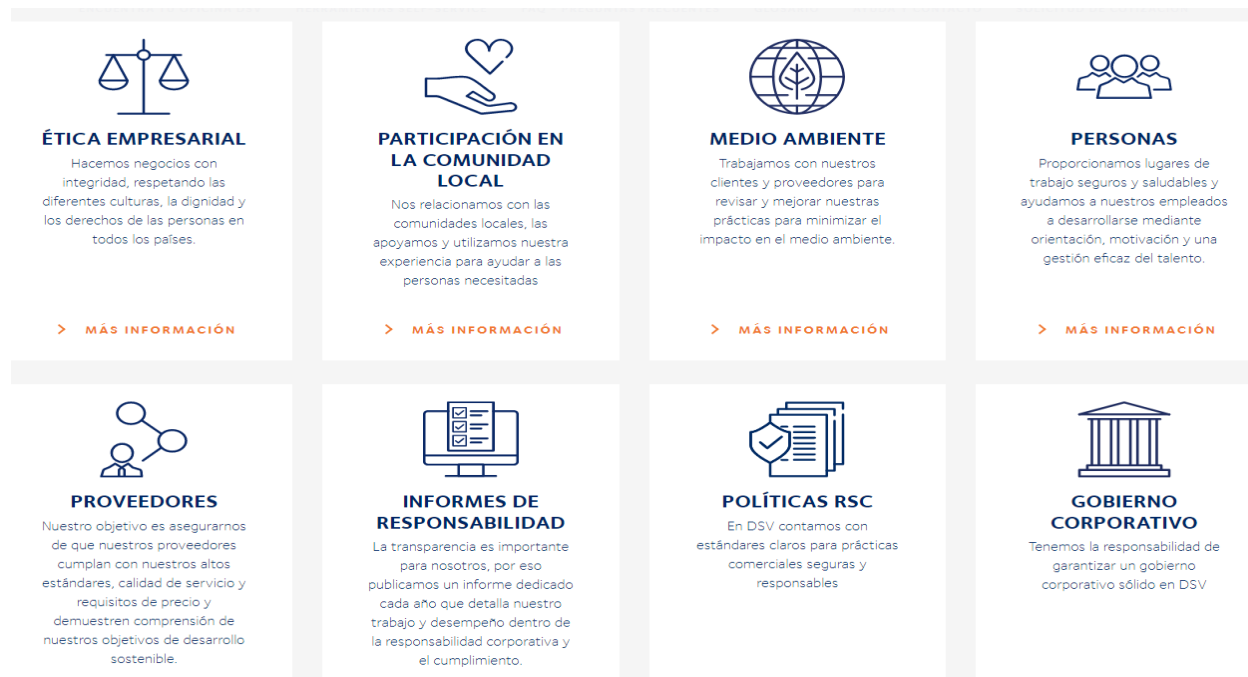 ÉTICA EMPRESARIAL
Hacemos negocios con
integridad, respetando las
diferentes culturas, la dignidad y
los derechos de las personas en
todos los países.
> MÁS INFORMACIÓN
PARTICIPACIÓN EN
LA COMUNIDAD
LOCAL
Nos relacionamos con las
comunidades locales, las
apoyamos y utilizamos nuestra
experiencia para ayudar a las
personas necesitadas
> MÁS INFORMACIÓN
MEDIO AMBIENTE
Trabajamos con nuestros
clientes y proveedores para
revisar y mejorar nuestras
prácticas para minimizar el
impacto en el medio ambiente.
> MÁS INFORMACIÓN
PERSONAS
Proporcionamos lugares de
trabajo seguros y saludables y
ayudamos a nuestros empleados
a desarrollarse mediante
orientación, motivación y una
gestión eficaz del talento.
> MÁS INFORMACIÓN
PROVEEDORES
Nuestro objetivo es asegurarnos
de que nuestros proveedores
cumplan con nuestros altos
estándares, calidad de servicio y
requisitos de precio y
demuestren comprensión de
nuestros objetivos de desarrollo
sostenible.
INFORMES DE
RESPONSABILIDAD
La transparencia es importante
para nosotros, por eso
publicamos un informe dedicado
cada año que detalla nuestro
trabajo y desempeño dentro de
la responsabilidad corporativa y
el cumplimiento.
POLÍTICAS RSC
En DSV contamos con
estándares claros para prácticas
comerciales seguras y
responsables
GOBIERNO
CORPORATIVO
Tenemos la responsabilidad de
garantizar un gobierno
corporativo sólido en DSV